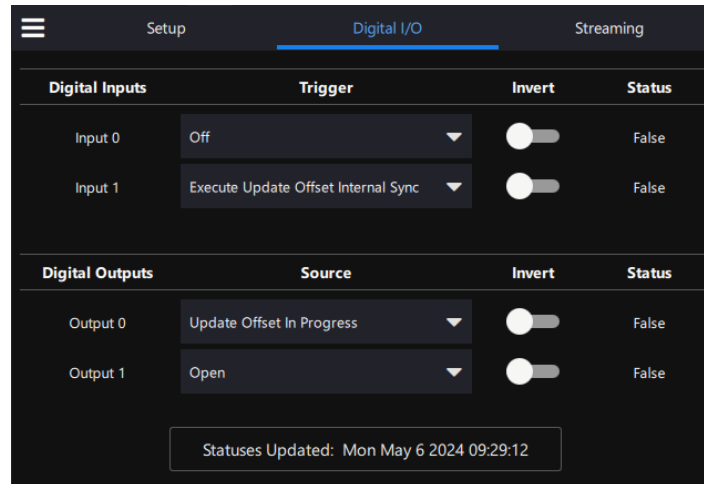 Setup Digital I/O Streaming
Digital Inputs Trigger Invert Status
Input 0 Off False
Input 1 Execute Update Offset Internal Sync False
Digital Outputs Source Invert Status
Output 0 Update Offset In Progress False
Output 1 Open False
Statuses Updated: Mon May 6 2024 09:29:12